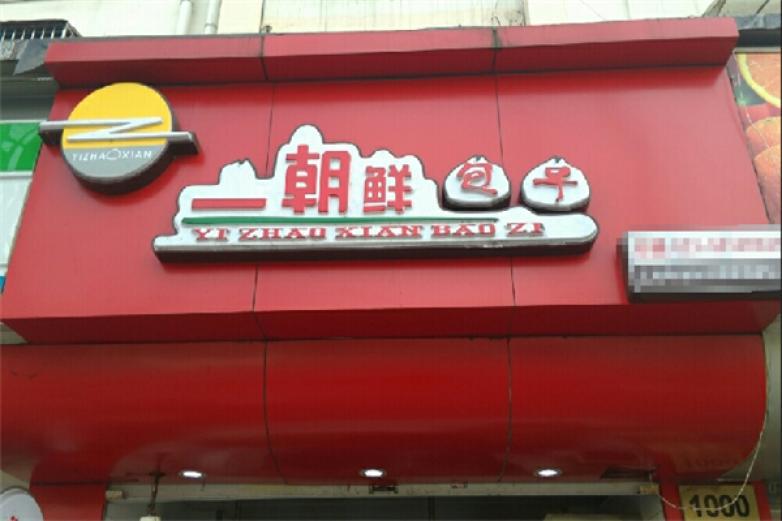 YIZHAOXIAN
一朝鲜包子
YI ZHAO XIAN BAO ZI
1000